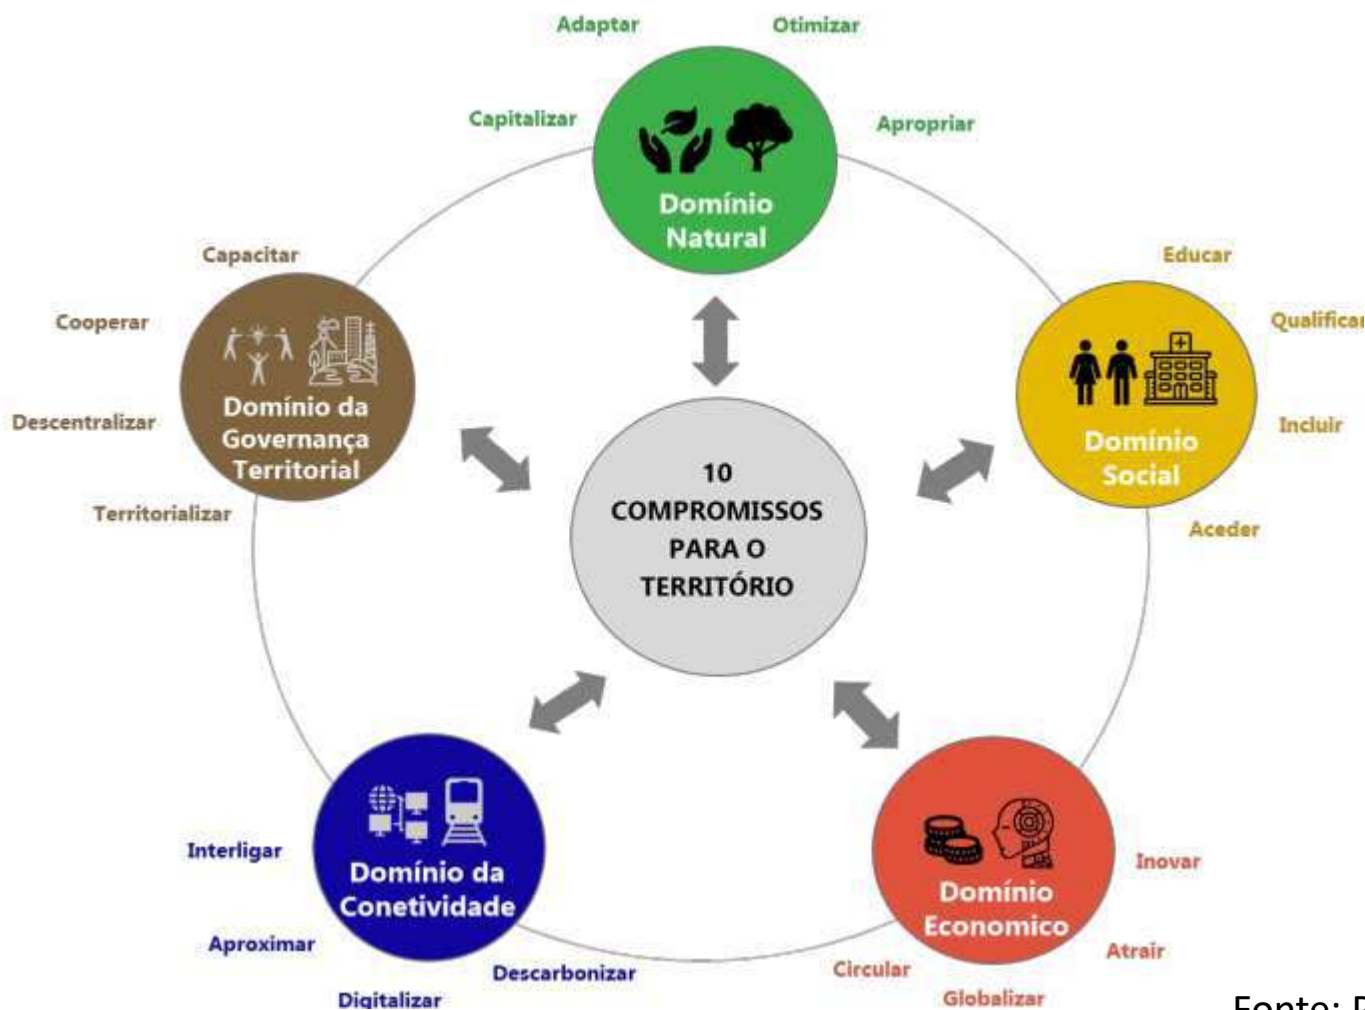 Adaptar
Otimizar
Capitalizar
Apropriar
Domínio
Natural
Capacitar
Cooperar
Descentralizar
Territorializar
Domínio da
Governança
Territorial
Educar
Qualificar
Incluir
Aceder
Domínio
Social
10
COMPROMISSOS
PARA O
TERRITÓRIO
Interligar
Aproximar
Digitalizar
Descarbonizar
Domínio da
Conetividade
Domínio
Economico
Inovar
Atrair
Circular
Globalizar
Fonte: